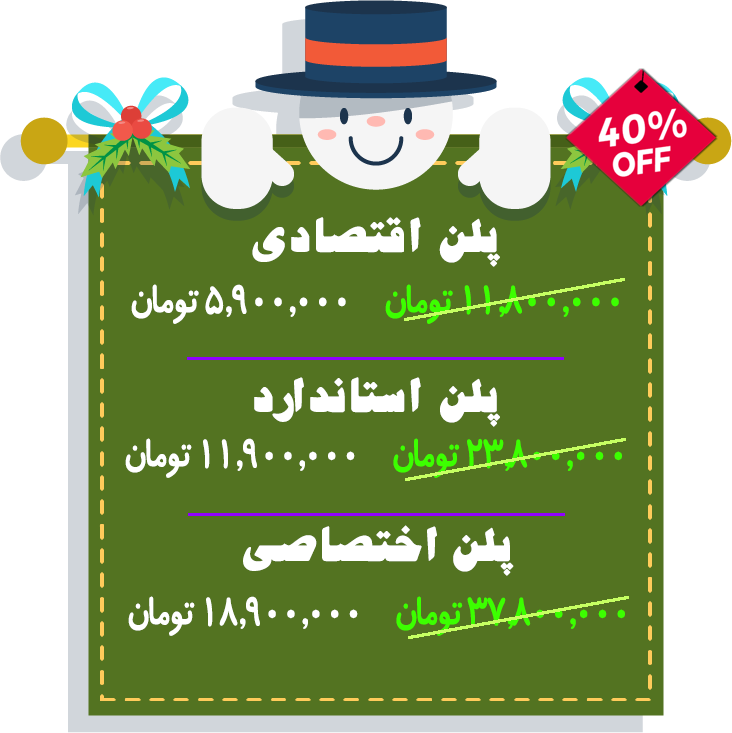 40%
OFF
پلن اقتصادی
۱۱,۸۰۰,۰۰۰ تومان ۵,۹۰۰,۰۰۰ تومان
پلن استاندارد
۲۳,۸۰۰,۰۰۰ تومان ۱۱,۹۰۰,۰۰۰ تومان
پلن اختصاصی
۳۷,۸۰۰,۰۰۰ تومان ۱۸,۹۰۰,۰۰۰ تومان